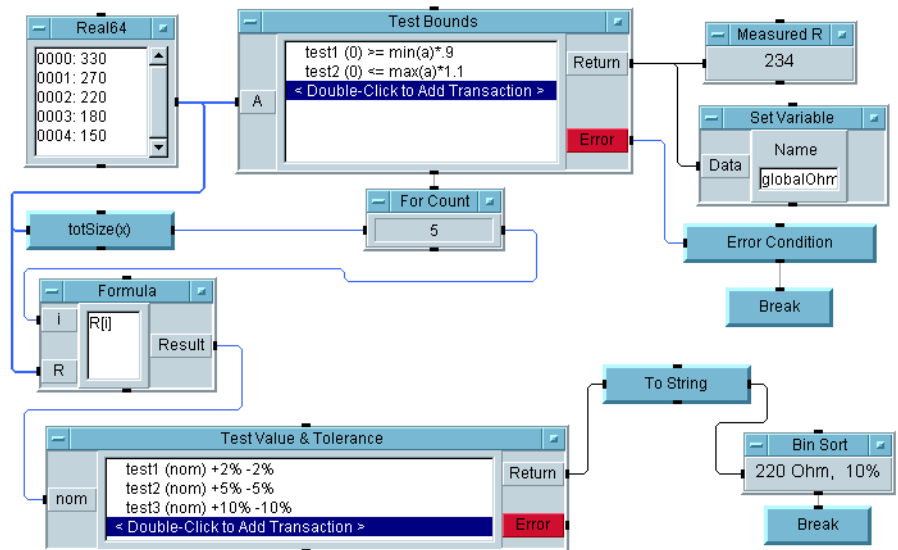 Real64
0000: 330
0001: 270
0002: 220
0003: 180
0004: 150
Test Bounds
A
test1 (0) >= min(a)*.9
test2 (0) <= max(a)*1.1
< Double-Click to Add Transaction >
Return
Error
Measured R
234
Set Variable
Data
Name
globalOhm
totSize(x)
For Count
5
Error Condition
Break
Formula
i
R
R[i]
Result
To String
Test Value & Tolerance
nom
test1 (nom) +2% -2%
test2 (nom) +5% -5%
test3 (nom) +10% -10%
< Double-Click to Add Transaction >
Return
Error
Bin Sort
220 Ohm, 10%
Break